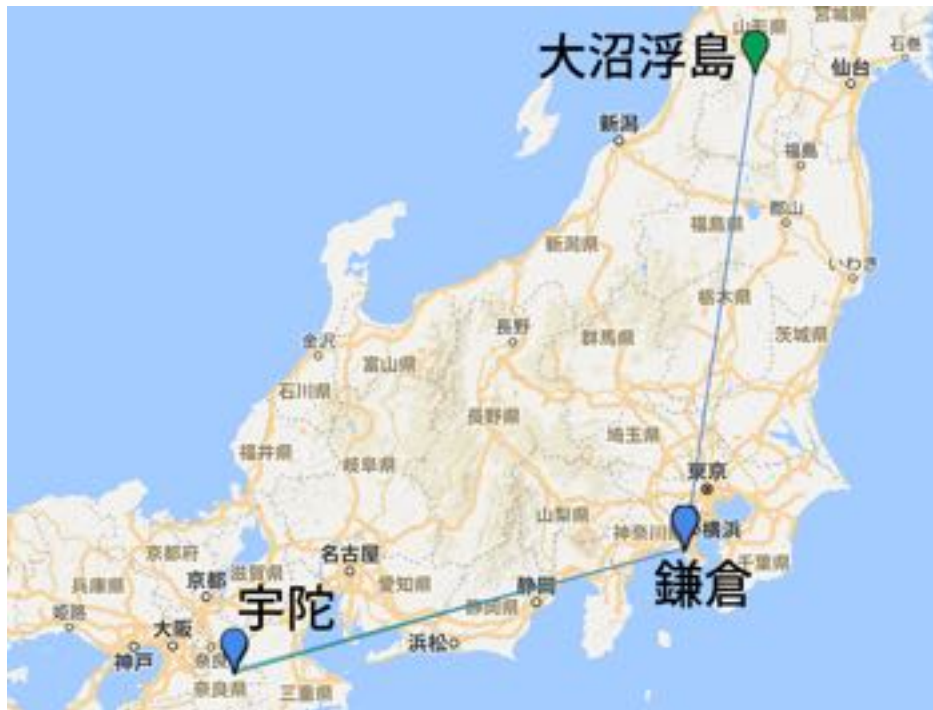 山形県
宮城県
大沼浮島
石巻
仙台
新潟
福島
郡山
福島県
新潟県
いわき
栃木県
長野
群馬県
茨城県
金沢
富山県
石川県
長野県
埼玉県
福井県
岐阜県
東京
山梨県
神奈川県
横浜
千葉県
鎌倉
京都府
名古屋
滋賀県
愛知県
静岡
静岡県
兵庫県
京都
宇陀
姫路
大阪
浜松
神戸
奈良
奈良県
三重県